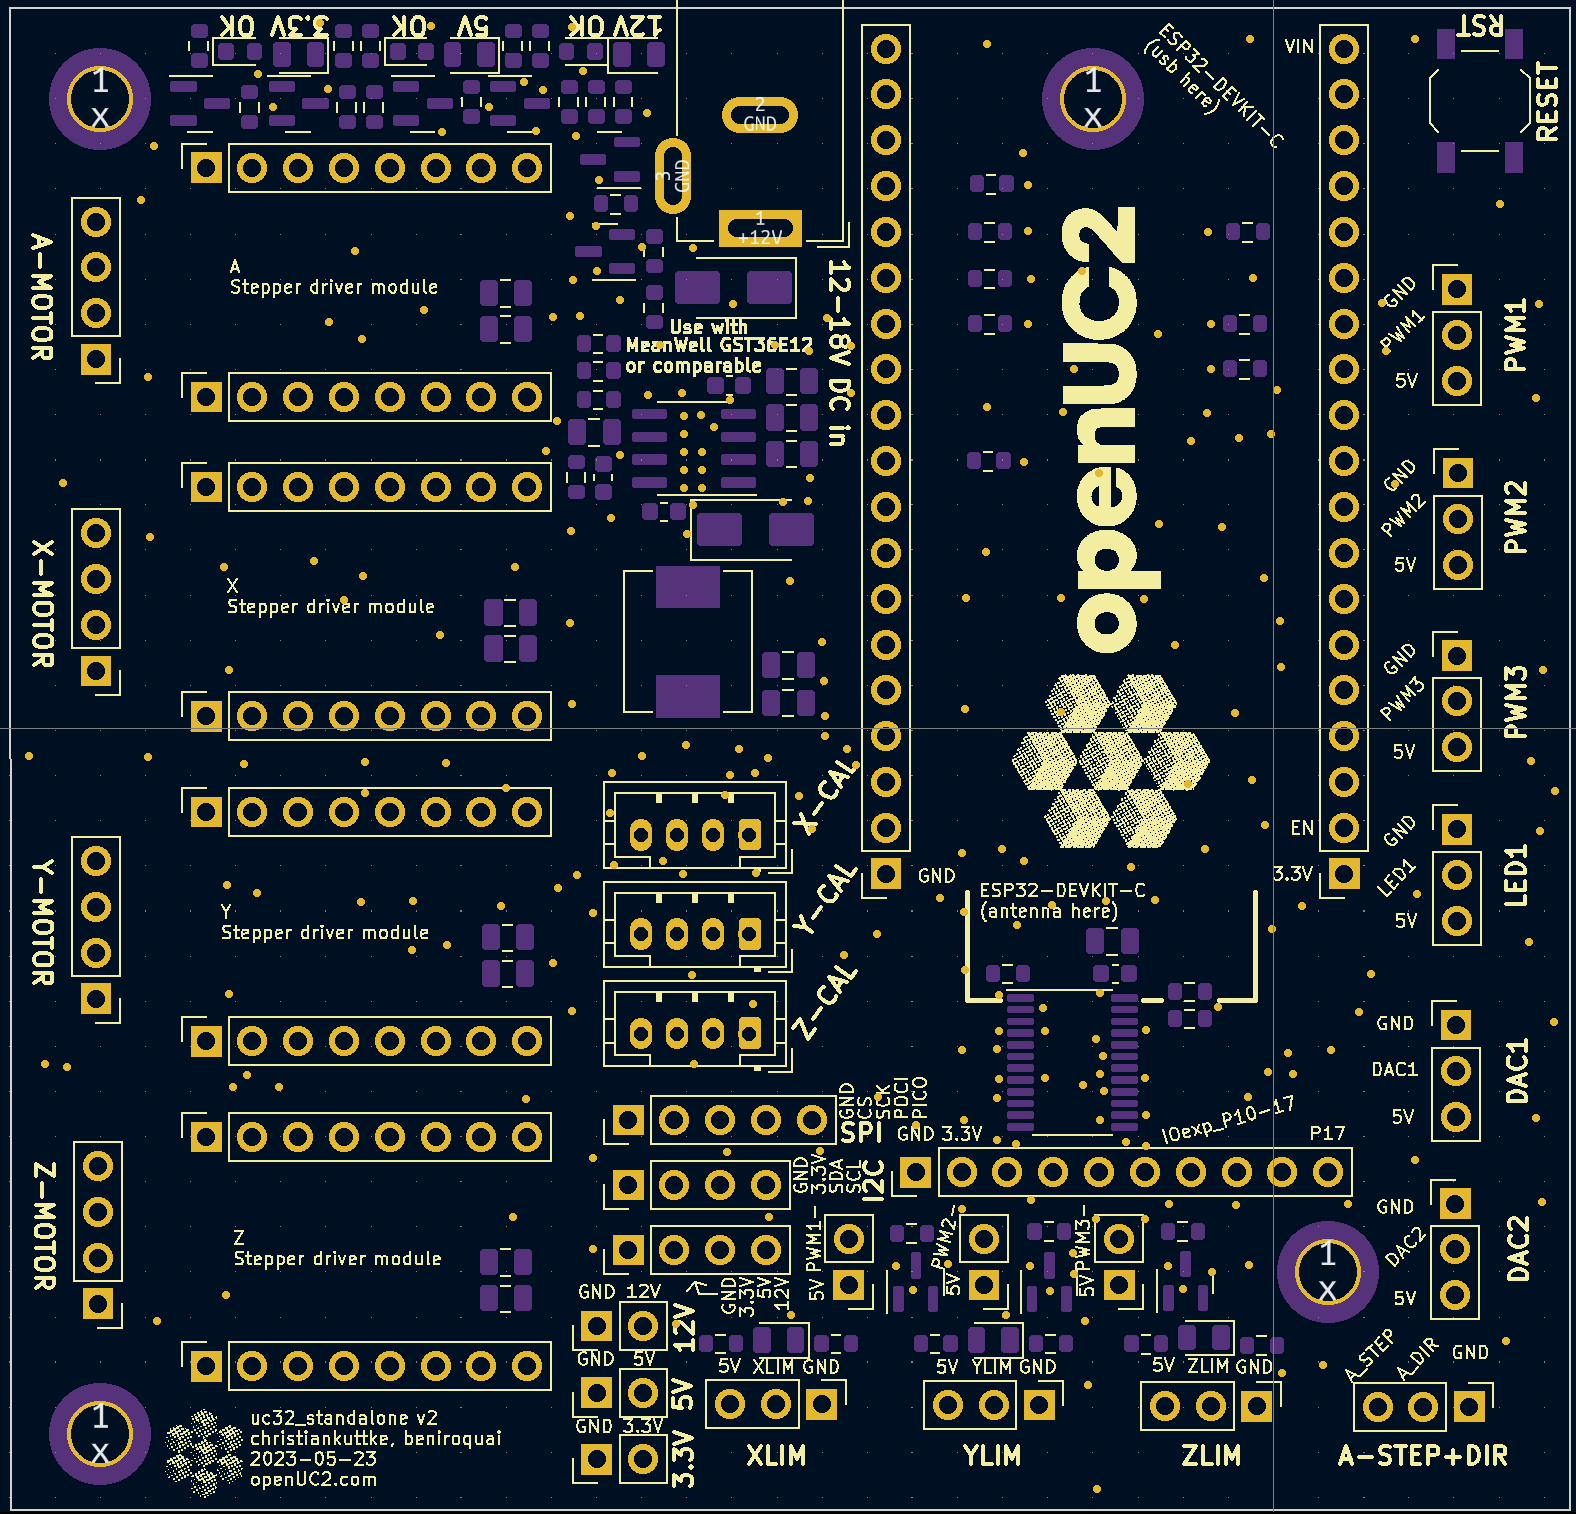 3.3V OK
5V OK
12V OK
1
x
2
GND
3
GND
1
+12V
1
x
ESP32-DEVKIT-C
(usb here)
VIN
RST
RESET
A-MOTOR
A
Stepper driver module
12-18V DC in
Use with
MeanWell GST36E12
or comparable
openUC2
GND
PWM1
5V
PWM1
X-MOTOR
X
Stepper driver module
GND
PWM2
5V
PWM2
GND
PWM3
5V
PWM3
X-CAL
Y-CAL
Z-CAL
EN
3.3V
GND
ESP32-DEVKIT-C
(antenna here)
GND
LED1
5V
LED1
Y-MOTOR
Y
Stepper driver module
GND
DAC1
5V
DAC1
GND
CS
SCK
PDCI
PICO
SPI
GND 3.3V
IOexp_P10-17
P17
GND
3.3V
SDA
SCL
I2C
Z-MOTOR
Z
Stepper driver module
5V PWM1-
5V PWM2-
5V PWM3-
GND
DAC2
5V
DAC2
1
x
GND
3.3V
5V
12V
GND 12V
12V
GND 5V
5V
GND 3.3V
3.3V
5V XLIM GND
XLIM
5V YLIM GND
YLIM
5V ZLIM GND
ZLIM
A_STEP
A_DIR
GND
A-STEP+DIR
1
x
uc32_standalone v2
christiankuttke, beniroquai
2023-05-23
openUC2.com